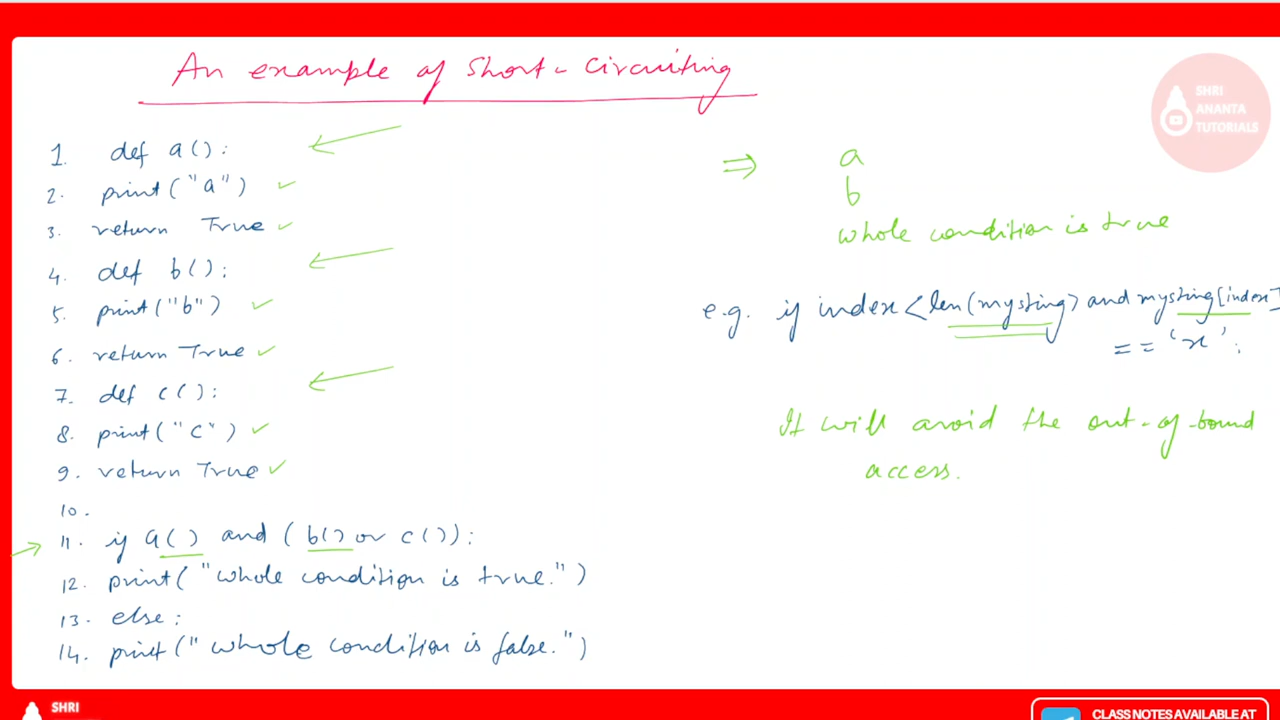 An example of Short-Circuiting
1. def a():
2. print("a")
3. return True
4. def b():
5. print("b")
6. return True
7. def c():
8. print("c")
9. return True
10.
11. if a() and (b() or c()):
12. print("whole condition is true.")
13. else:
14. print("whole condition is false.")
⇒ a
b
whole condition is true
e.g. if index < len(mysting) and mysting[index]
== 'x':
It will avoid the out-of-bound
access.
SHRI
ANANTA
TUTORIALS
SHRI
CLASS NOTES AVAILABLE AT